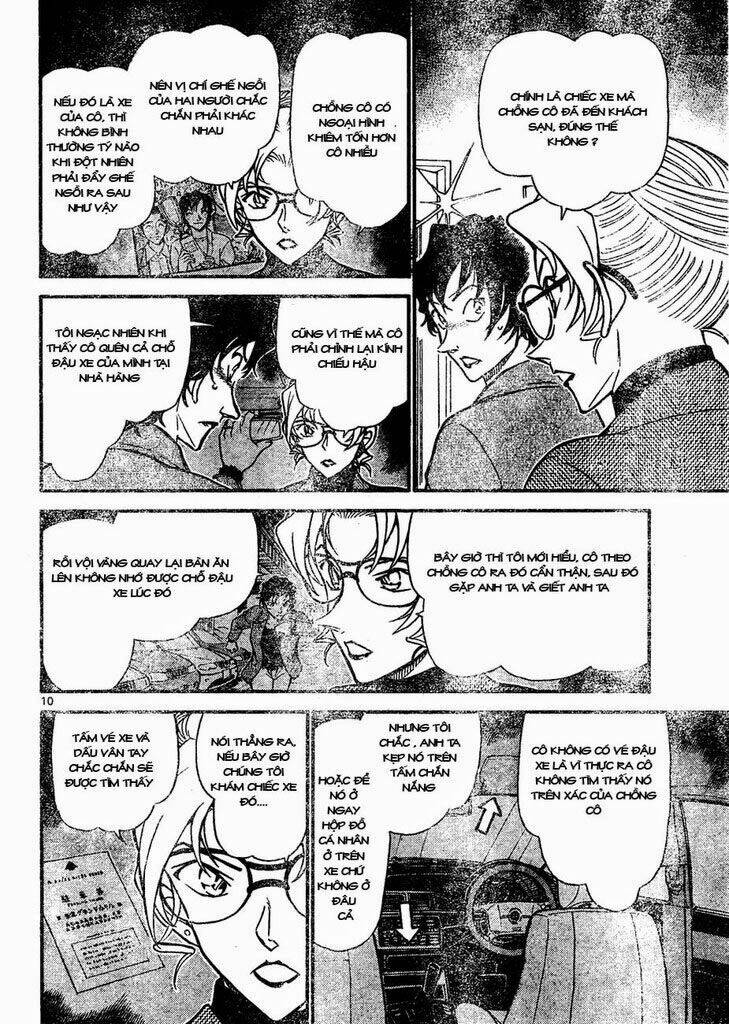 CHÍNH LÀ CHIẾC XE MÀ
CHỒNG CÔ ĐÃ ĐẾN KHÁCH
SẠN, ĐÚNG THẾ
KHÔNG ?
CHỒNG CÔ CÓ
NGOẠI HÌNH
KHIÊM TỐN HƠN
CÔ NHIỀU
NÊN VỊ CHÍ GHẾ NGỒI
CỦA HAI NGƯỜI CHẮC
CHẮN PHẢI KHÁC
NHAU
NẾU ĐÓ LÀ XE
CỦA CÔ, THÌ
KHÔNG BÌNH
THƯỜNG TÝ NÀO
KHI ĐỘT NHIÊN
PHẢI ĐẨY GHẾ
NGỒI RA SAU
NHƯ VẬY
CŨNG VÌ THẾ MÀ CÔ
PHẢI CHỈNH LẠI KÍNH
CHIẾU HẬU
TÔI NGẠC NHIÊN KHI
THẤY CÔ QUÊN CẢ CHỖ
ĐẬU XE CỦA MÌNH TẠI
NHÀ HÀNG
BÂY GIỜ THÌ TÔI MỚI HIỂU, CÔ THEO
CHỒNG CÔ RA ĐÓ CẨN THẬN, SAU ĐÓ
GẶP ANH TA VÀ GIẾT ANH TA
RỒI VỘI VÀNG QUAY LẠI BÀN ĂN
LÊN KHÔNG NHỚ ĐƯỢC CHỖ ĐẬU
XE LÚC ĐÓ
10
CÔ KHÔNG CÓ VÉ ĐẬU
XE LÀ VÌ THỰC RA CÔ
KHÔNG TÌM THẤY NÓ
TRÊN XÁC CỦA CHỒNG
CÔ
NHƯNG TÔI
CHẮC , ANH TA
KẸP NÓ TRÊN
TẤM CHẮN
NẮNG
HOẶC ĐỂ
NÓ Ở
NGAY
HỘP ĐỒ
CÁ NHÂN
Ở TRÊN
XE CHỨ
KHÔNG Ở
ĐÂU
CẢ
NÓI THẲNG RA,
NẾU BÂY GIỜ
CHÚNG TÔI
KHÁM CHIẾC XE
ĐÓ....
TẤM VÉ XE VÀ
DẤU VÂN TAY
CHẮC CHẮN SẼ
ĐƯỢC TÌM THẤY